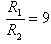 R₁/R₂ = 9